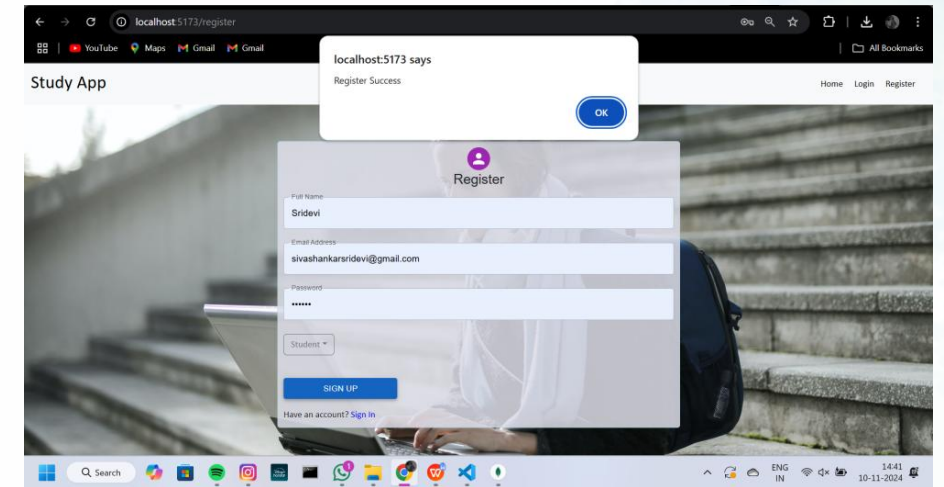 localhost:5173/register
YouTube Maps Gmail Gmail All Bookmarks
localhost:5173 says
Register Success
OK
Study App
Home Login Register
Register
Full Name
Sridevi
Email Address
sivashankarsridevi@gmail.com
Password
••••••
Student
SIGN UP
Have an account? Sign In
Search
ENG
IN
14:41
10-11-2024